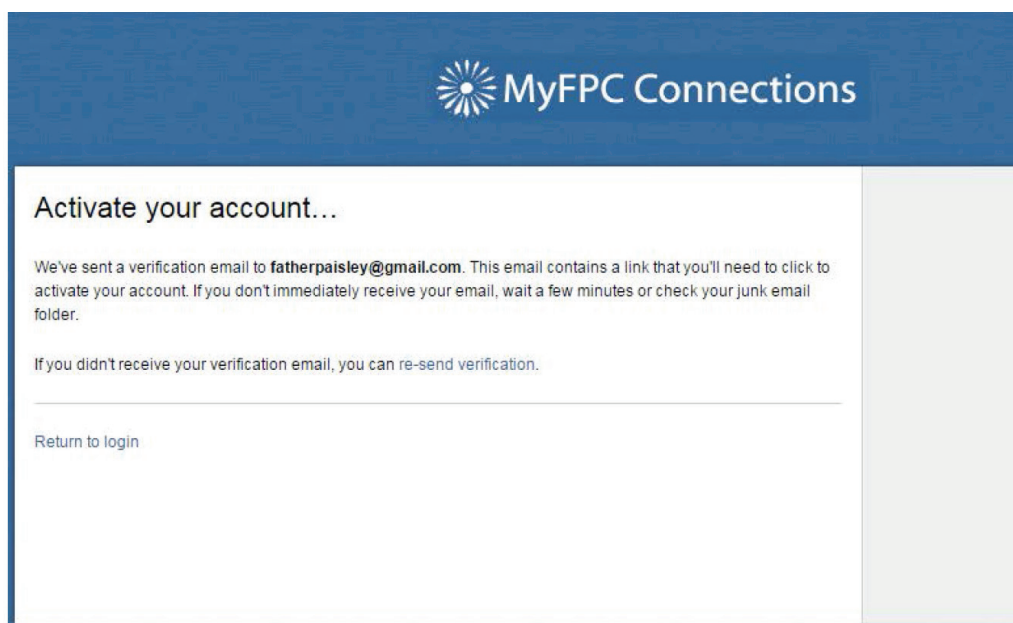 MyFPC Connections
Activate your account...
We've sent a verification email to fatherpaisley@gmail.com. This email contains a link that you'll need to click to
activate your account. If you don't immediately receive your email, wait a few minutes or check your junk email
folder.
If you didn't receive your verification email, you can re-send verification.
Return to login